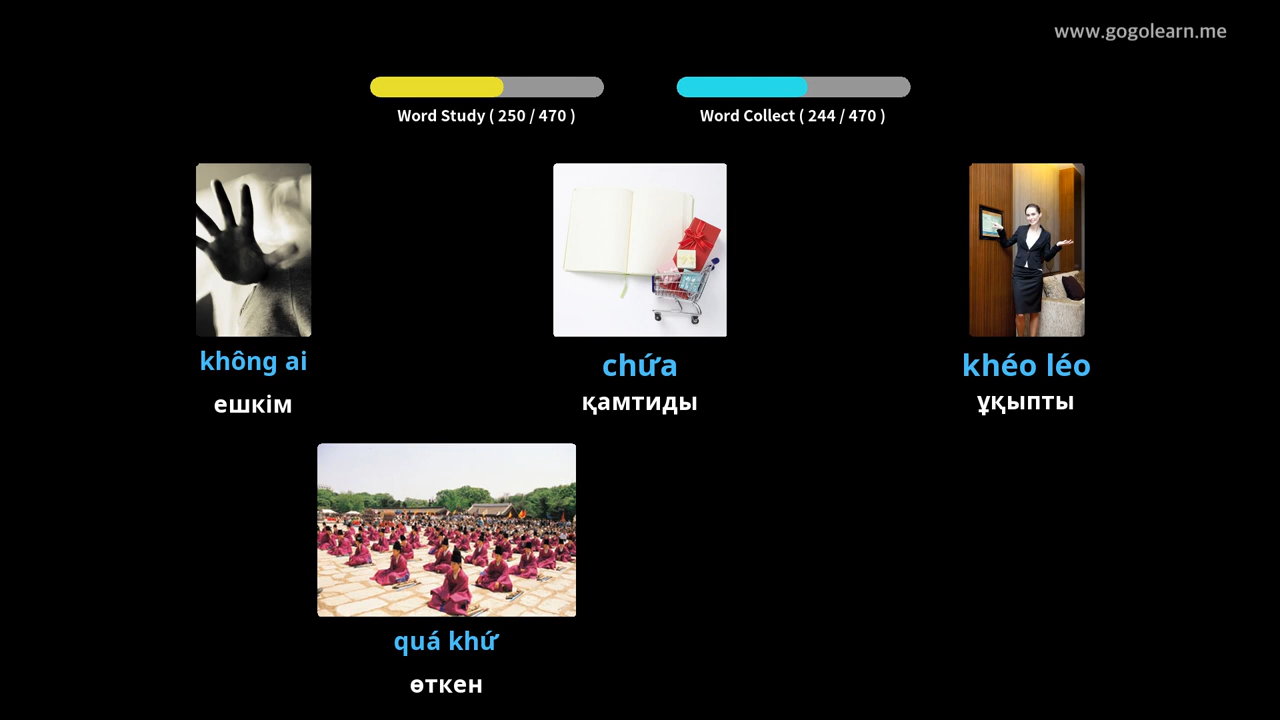 www.gogolearn.me
Word Study ( 250 / 470 )
Word Collect ( 244 / 470 )
không ai
ешкім
chứa
қамтиды
khéo léo
ұқыпты
quá khứ
өткен